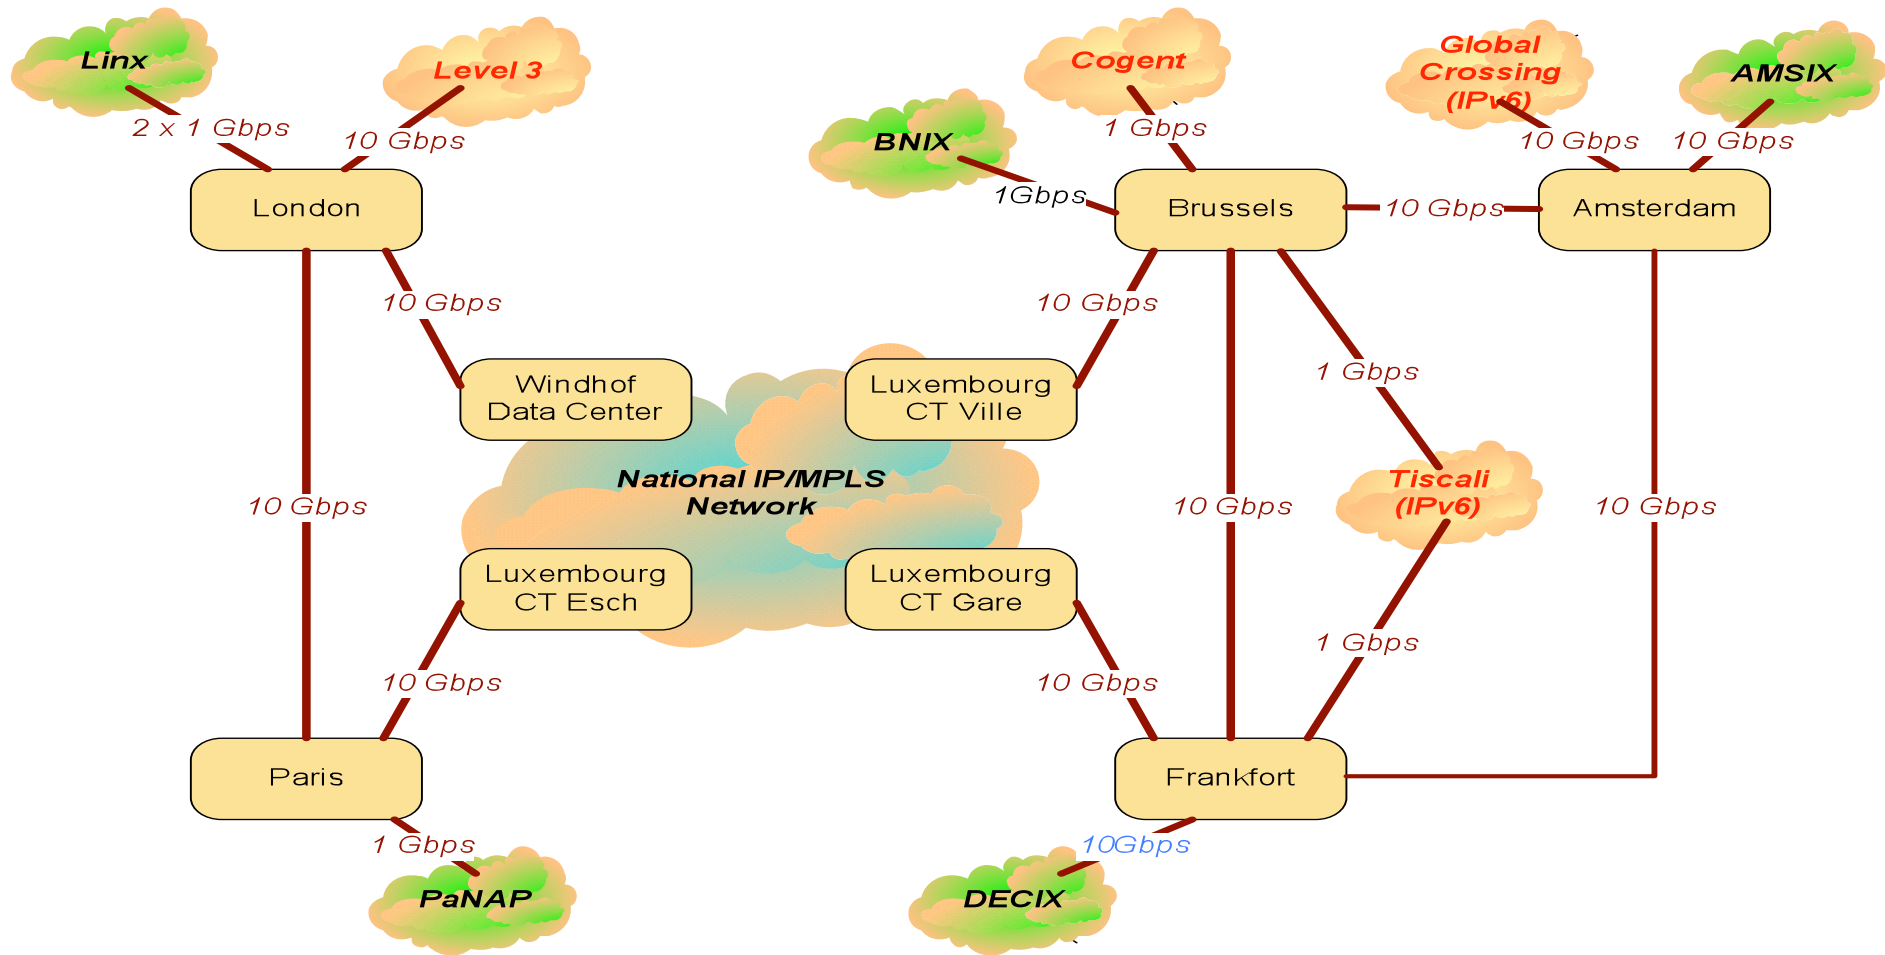 Linx
Level 3
Cogent
Global
Crossing
(IPv6)
AMSIX
2 x 1 Gbps
10 Gbps
BNIX
1 Gbps
10 Gbps
10 Gbps
1Gbps
London
Brussels
10 Gbps
Amsterdam
10 Gbps
10 Gbps
1 Gbps
Windhof
Data Center
Luxembourg
CT Ville
National IP/MPLS
Network
Tiscali
(IPv6)
10 Gbps
10 Gbps
10 Gbps
Luxembourg
CT Esch
Luxembourg
CT Gare
1 Gbps
10 Gbps
10 Gbps
Paris
Frankfort
1 Gbps
10Gbps
PaNAP
DECIX